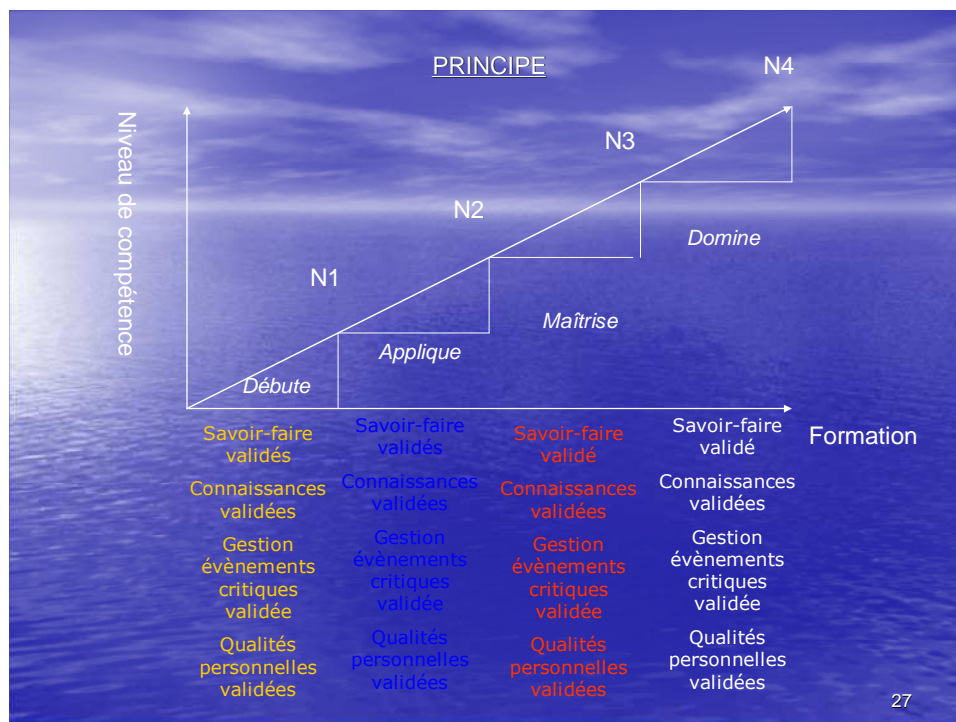 PRINCIPE
N4
N3
N2
N1
Niveau de compétence
Domine
Maîtrise
Applique
Débute
Formation
Savoir-faire
validés
Connaissances
validées
Gestion
évènements
critiques
validée
Qualités
personnelles
validées
Savoir-faire
validés
Connaissances
validées
Gestion
évènements
critiques
validée
Qualités
personnelles
validées
Savoir-faire
validé
Connaissances
validées
Gestion
évènements
critiques
validée
Qualités
personnelles
validées
Savoir-faire
validé
Connaissances
validées
Gestion
évènements
critiques
validée
Qualités
personnelles
validées
27